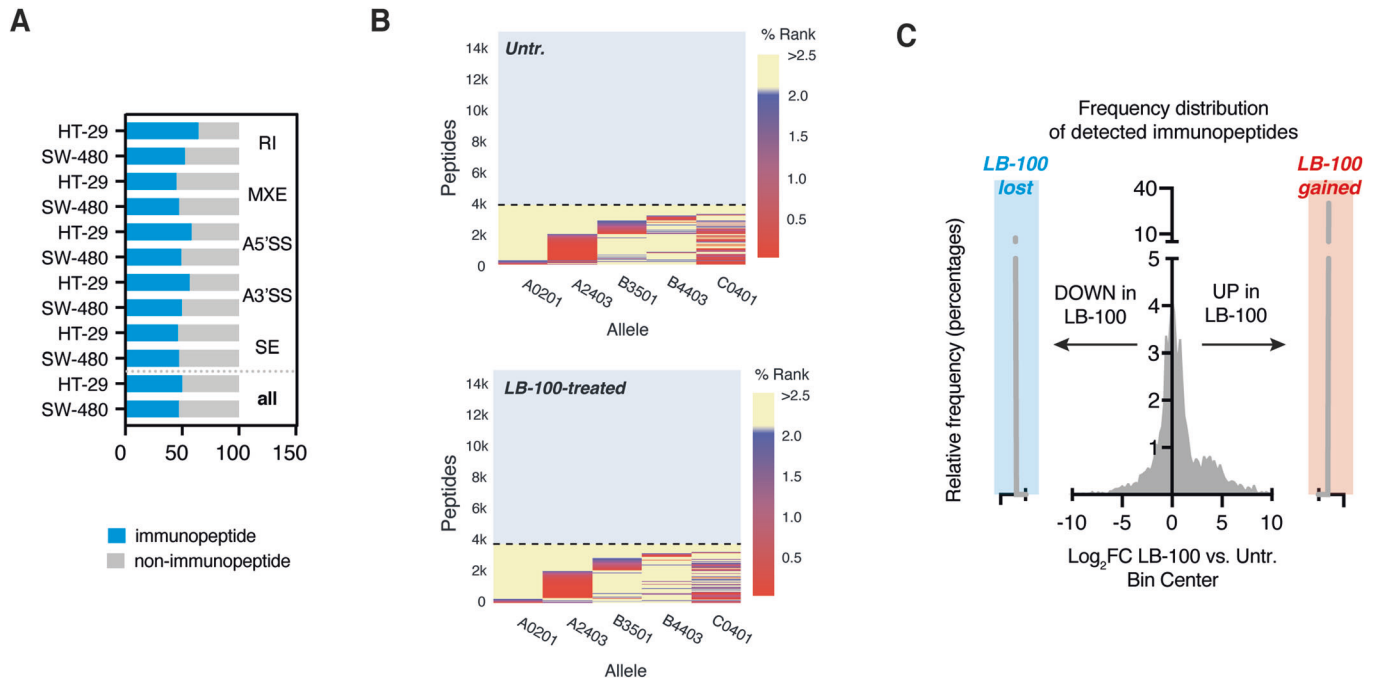 A
HT-29
SW-480
RI
HT-29
SW-480
MXE
HT-29
SW-480
A5'SS
HT-29
SW-480
A3'SS
HT-29
SW-480
SE
HT-29
SW-480
all
0 50 100 150
immunopeptide
non-immunopeptide
B
Untr.
Peptides
14k
12k
10k
8k
6k
4k
2k
0
A0201 A2403 B3501 B4403 C0401
Allele
% Rank
>2.5
2.0
1.5
1.0
0.5
LB-100-treated
Peptides
14k
12k
10k
8k
6k
4k
2k
0
A0201 A2403 B3501 B4403 C0401
Allele
% Rank
>2.5
2.0
1.5
1.0
0.5
C
Frequency distribution
of detected immunopeptides
LB-100
lost
LB-100
gained
Relative frequency (percentages)
40
10
5
4
3
2
1
DOWN in
LB-100
UP in
LB-100
-10 -5 0 5 10
Log₂FC LB-100 vs. Untr.
Bin Center